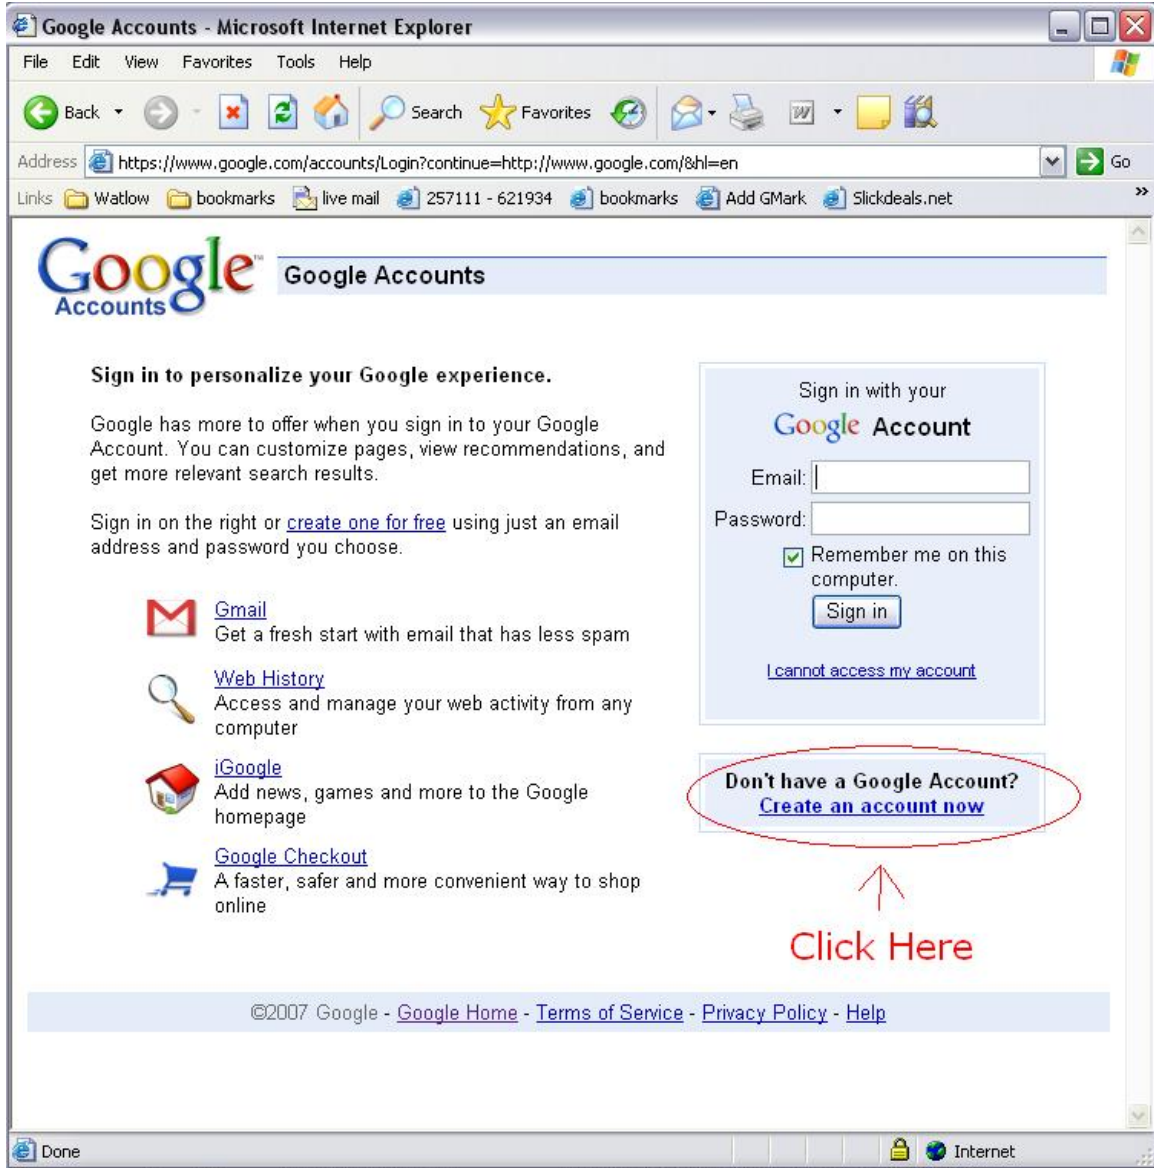 Google Accounts - Microsoft Internet Explorer
File Edit View Favorites Tools Help
Back Search Favorites
Address https://www.google.com/accounts/Login?continue=http://www.google.com/&hl=en Go
Links Watlow bookmarks live mail 257111 - 621934 bookmarks Add GMark Slickdeals.net »
Google™
Accounts
Google Accounts
Sign in to personalize your Google experience.
Google has more to offer when you sign in to your Google
Account. You can customize pages, view recommendations, and
get more relevant search results.
Sign in on the right or create one for free using just an email
address and password you choose.
Gmail
Get a fresh start with email that has less spam
Web History
Access and manage your web activity from any
computer
iGoogle
Add news, games and more to the Google
homepage
Google Checkout
A faster, safer and more convenient way to shop
online
Sign in with your
Google Account
Email:
Password:
Remember me on this
computer.
Sign in
I cannot access my account
Don't have a Google Account?
Create an account now
Click Here
©2007 Google - Google Home - Terms of Service - Privacy Policy - Help
Done Internet